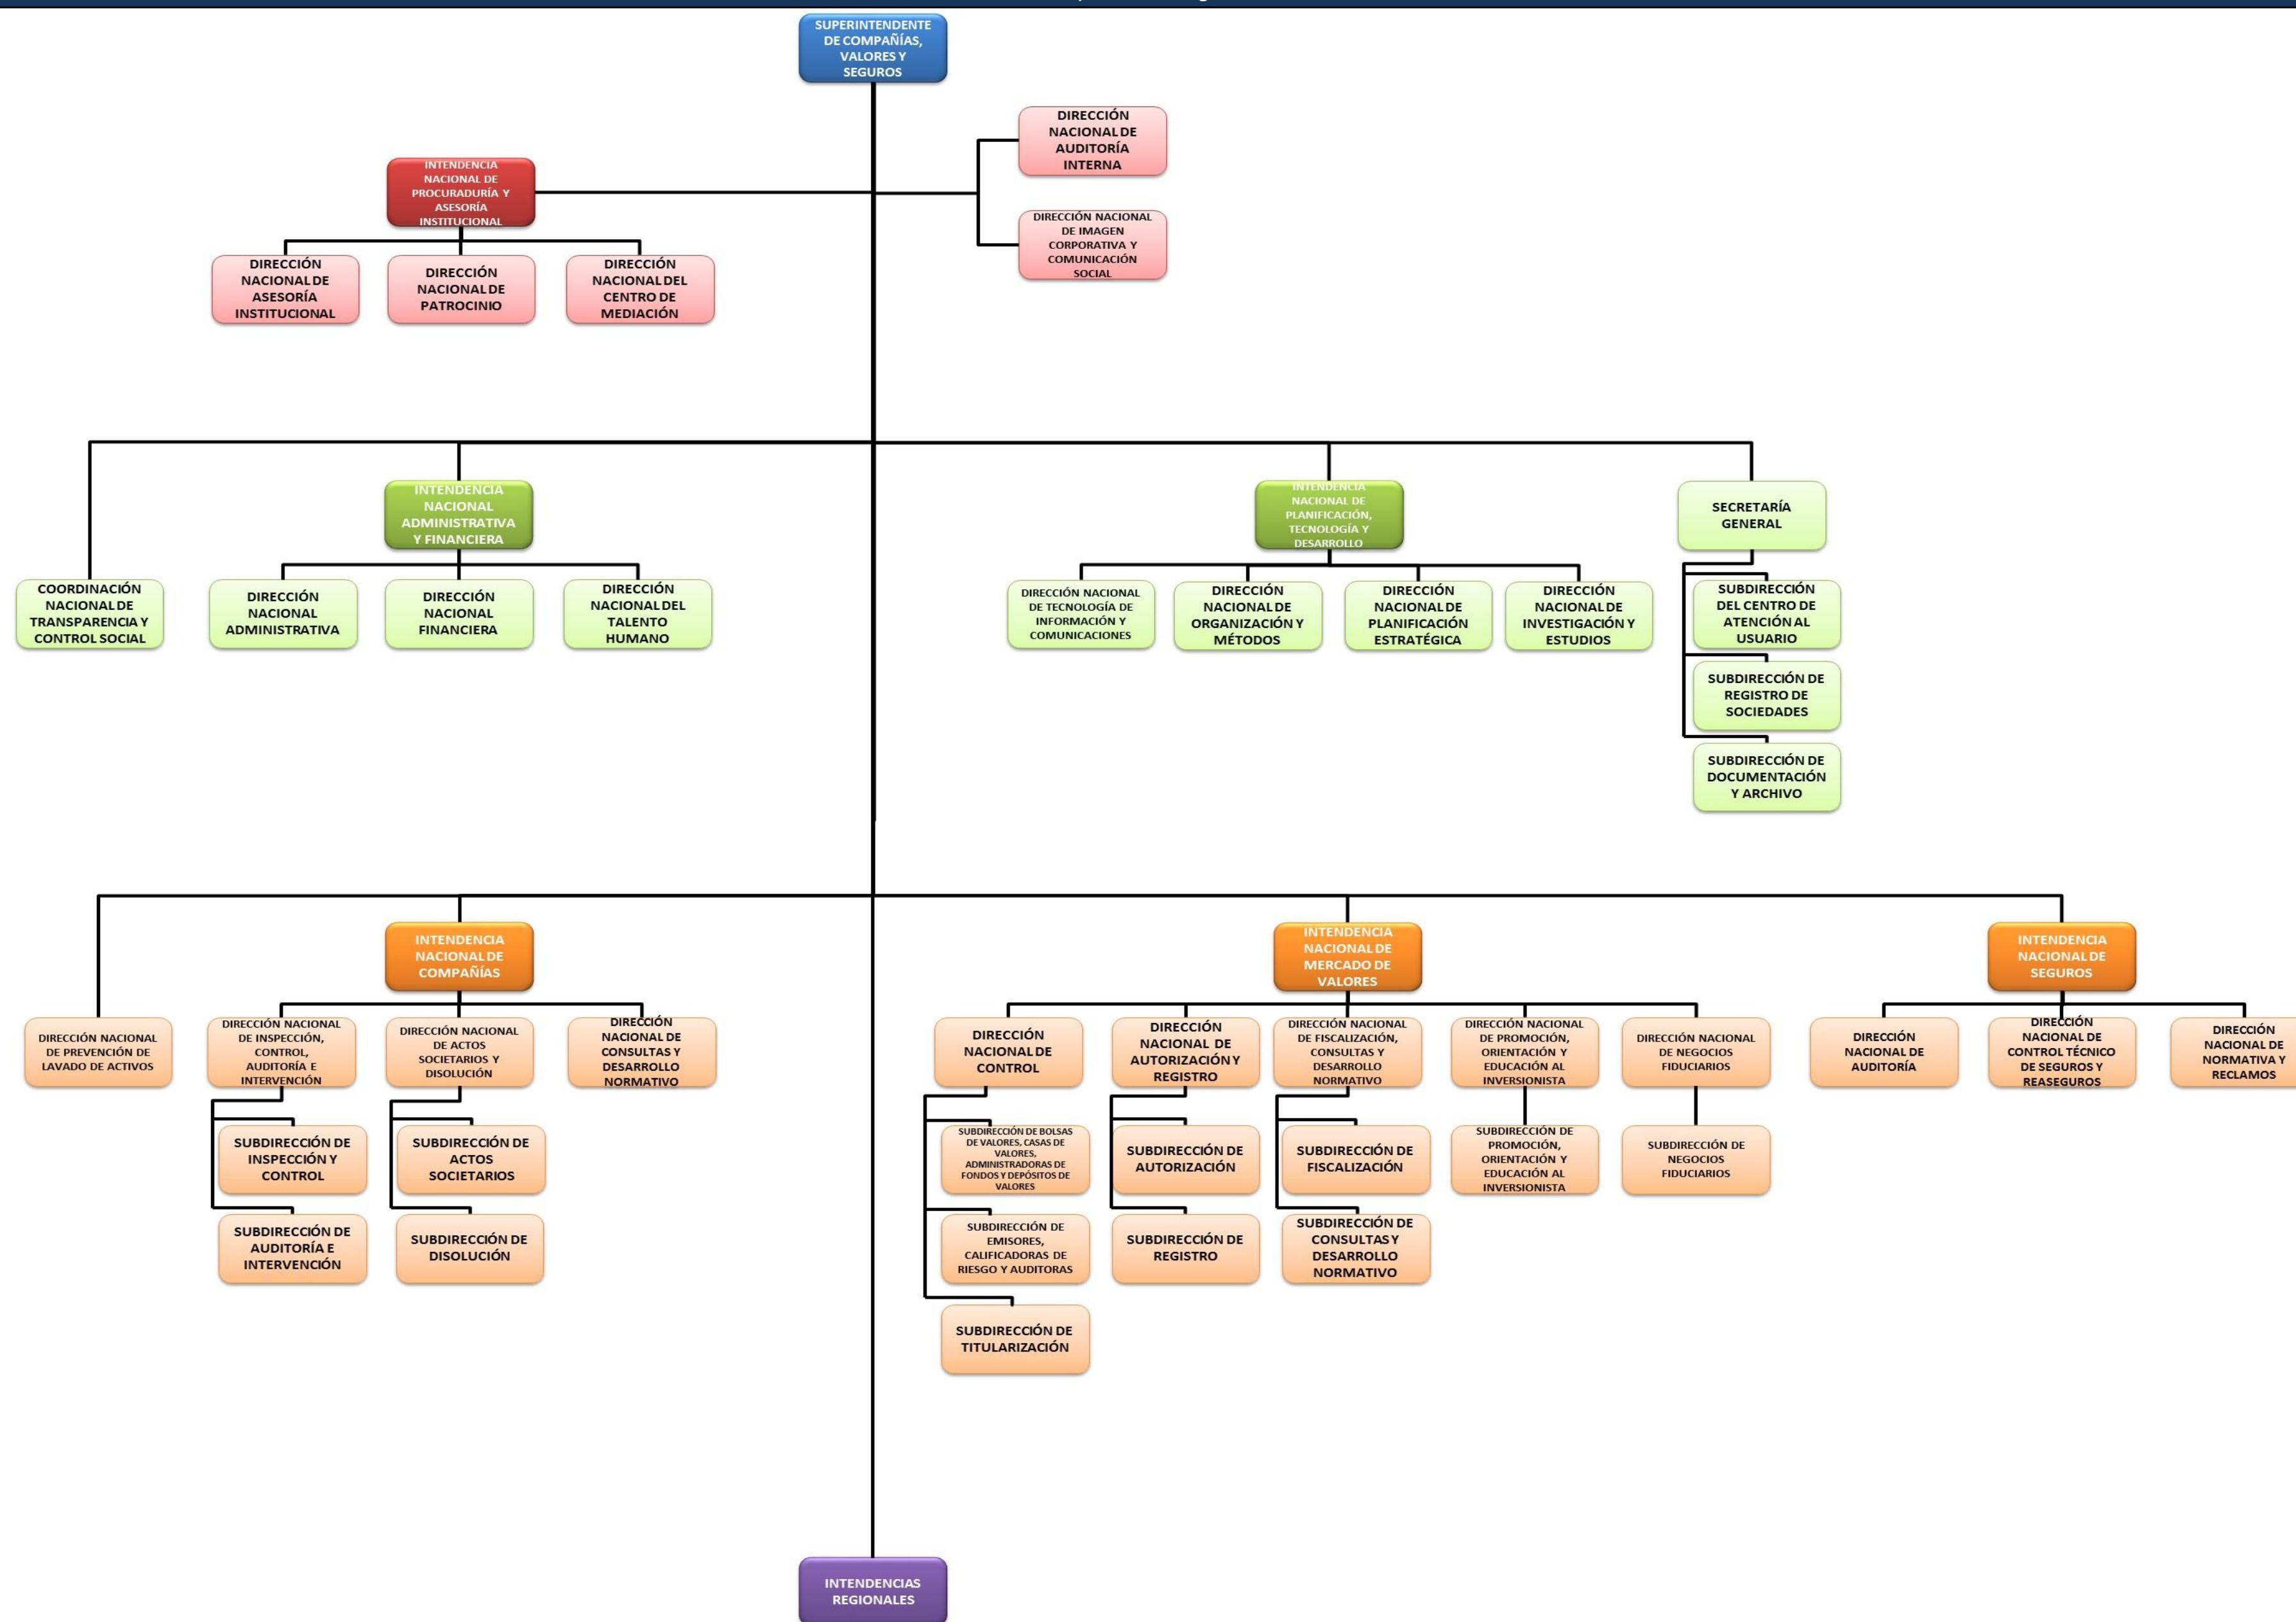 SUPERINTENDENTE
DE COMPAÑÍAS,
VALORES Y
SEGUROS
DIRECCIÓN
NACIONAL DE
AUDITORÍA
INTERNA
INTENDENCIA
NACIONAL DE
PROCURADURÍA Y
ASESORÍA
INSTITUCIONAL
DIRECCIÓN NACIONAL
DE IMAGEN
CORPORATIVA Y
COMUNICACIÓN
SOCIAL
DIRECCIÓN
NACIONAL DE
ASESORÍA
INSTITUCIONAL
DIRECCIÓN
NACIONAL DE
PATROCINIO
DIRECCIÓN
NACIONAL DEL
CENTRO DE
MEDIACIÓN
INTENDENCIA
NACIONAL
ADMINISTRATIVA
Y FINANCIERA
INTENDENCIA
NACIONAL DE
PLANIFICACIÓN,
TECNOLOGÍA Y
DESARROLLO
SECRETARÍA
GENERAL
COORDINACIÓN
NACIONAL DE
TRANSPARENCIA Y
CONTROL SOCIAL
DIRECCIÓN
NACIONAL
ADMINISTRATIVA
DIRECCIÓN
NACIONAL
FINANCIERA
DIRECCIÓN
NACIONAL DEL
TALENTO
HUMANO
DIRECCIÓN NACIONAL
DE TECNOLOGÍA DE
INFORMACIÓN Y
COMUNICACIONES
DIRECCIÓN
NACIONAL DE
ORGANIZACIÓN Y
MÉTODOS
DIRECCIÓN
NACIONAL DE
PLANIFICACIÓN
ESTRATÉGICA
DIRECCIÓN
NACIONAL DE
INVESTIGACIÓN Y
ESTUDIOS
SUBDIRECCIÓN
DEL CENTRO DE
ATENCIÓN AL
USUARIO
SUBDIRECCIÓN DE
REGISTRO DE
SOCIEDADES
SUBDIRECCIÓN DE
DOCUMENTACIÓN
Y ARCHIVO
INTENDENCIA
NACIONAL DE
COMPAÑÍAS
INTENDENCIA
NACIONAL DE
MERCADO DE
VALORES
INTENDENCIA
NACIONAL DE
SEGUROS
DIRECCIÓN NACIONAL
DE PREVENCIÓN DE
LAVADO DE ACTIVOS
DIRECCIÓN NACIONAL
DE INSPECCIÓN,
CONTROL,
AUDITORÍA E
INTERVENCIÓN
DIRECCIÓN NACIONAL
DE ACTOS
SOCIETARIOS Y
DISOLUCIÓN
DIRECCIÓN
NACIONAL DE
CONSULTAS Y
DESARROLLO
NORMATIVO
DIRECCIÓN
NACIONAL DE
CONTROL
DIRECCIÓN
NACIONAL DE
AUTORIZACIÓN Y
REGISTRO
DIRECCIÓN NACIONAL
DE FISCALIZACIÓN,
CONSULTAS Y
DESARROLLO
NORMATIVO
DIRECCIÓN NACIONAL
DE PROMOCIÓN,
ORIENTACIÓN Y
EDUCACIÓN AL
INVERSIONISTA
DIRECCIÓN NACIONAL
DE NEGOCIOS
FIDUCIARIOS
DIRECCIÓN
NACIONAL DE
AUDITORÍA
DIRECCIÓN
NACIONAL DE
CONTROL TÉCNICO
DE SEGUROS Y
REASEGUROS
DIRECCIÓN
NACIONAL DE
NORMATIVA Y
RECLAMOS
SUBDIRECCIÓN DE
INSPECCIÓN Y
CONTROL
SUBDIRECCIÓN DE
ACTOS
SOCIETARIOS
SUBDIRECCIÓN DE BOLSAS
DE VALORES, CASAS DE
VALORES,
ADMINISTRADORAS DE
FONDOS Y DEPÓSITOS DE
VALORES
SUBDIRECCIÓN DE
AUTORIZACIÓN
SUBDIRECCIÓN DE
FISCALIZACIÓN
SUBDIRECCIÓN DE
PROMOCIÓN,
ORIENTACIÓN Y
EDUCACIÓN AL
INVERSIONISTA
SUBDIRECCIÓN DE
NEGOCIOS
FIDUCIARIOS
SUBDIRECCIÓN DE
AUDITORÍA E
INTERVENCIÓN
SUBDIRECCIÓN DE
DISOLUCIÓN
SUBDIRECCIÓN DE
EMISORES,
CALIFICADORAS DE
RIESGO Y AUDITORAS
SUBDIRECCIÓN DE
REGISTRO
SUBDIRECCIÓN DE
CONSULTAS Y
DESARROLLO
NORMATIVO
SUBDIRECCIÓN DE
TITULARIZACIÓN
INTENDENCIAS
REGIONALES